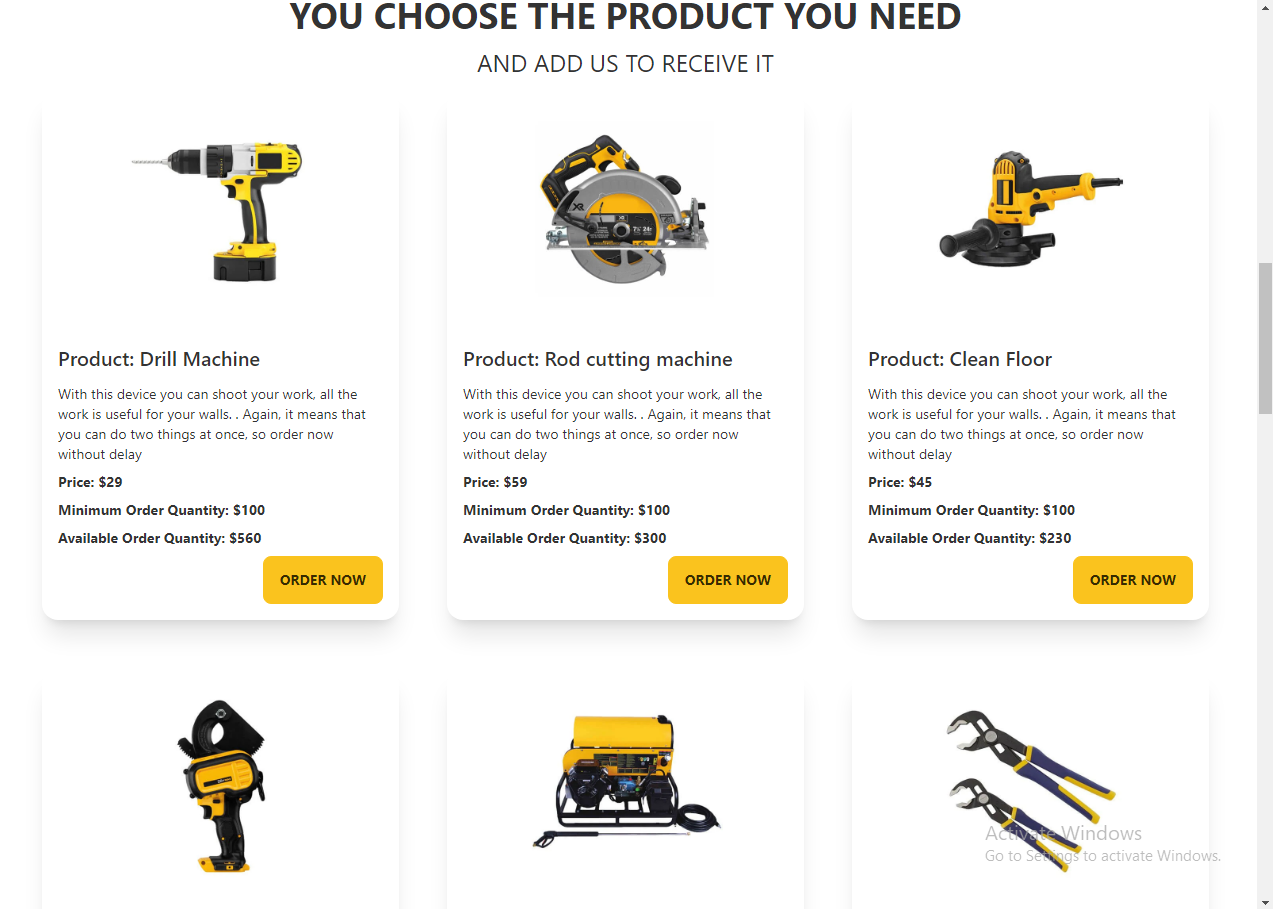 YOU CHOOSE THE PRODUCT YOU NEED
AND ADD US TO RECEIVE IT
XR
XR
7¼" 24T
Product: Drill Machine
With this device you can shoot your work, all the
work is useful for your walls. . Again, it means that
you can do two things at once, so order now
without delay
Price: $29
Minimum Order Quantity: $100
Available Order Quantity: $560
ORDER NOW
Product: Rod cutting machine
With this device you can shoot your work, all the
work is useful for your walls. . Again, it means that
you can do two things at once, so order now
without delay
Price: $59
Minimum Order Quantity: $100
Available Order Quantity: $300
ORDER NOW
Product: Clean Floor
With this device you can shoot your work, all the
work is useful for your walls. . Again, it means that
you can do two things at once, so order now
without delay
Price: $45
Minimum Order Quantity: $100
Available Order Quantity: $230
ORDER NOW
Activate Windows
Go to Settings to activate Windows.